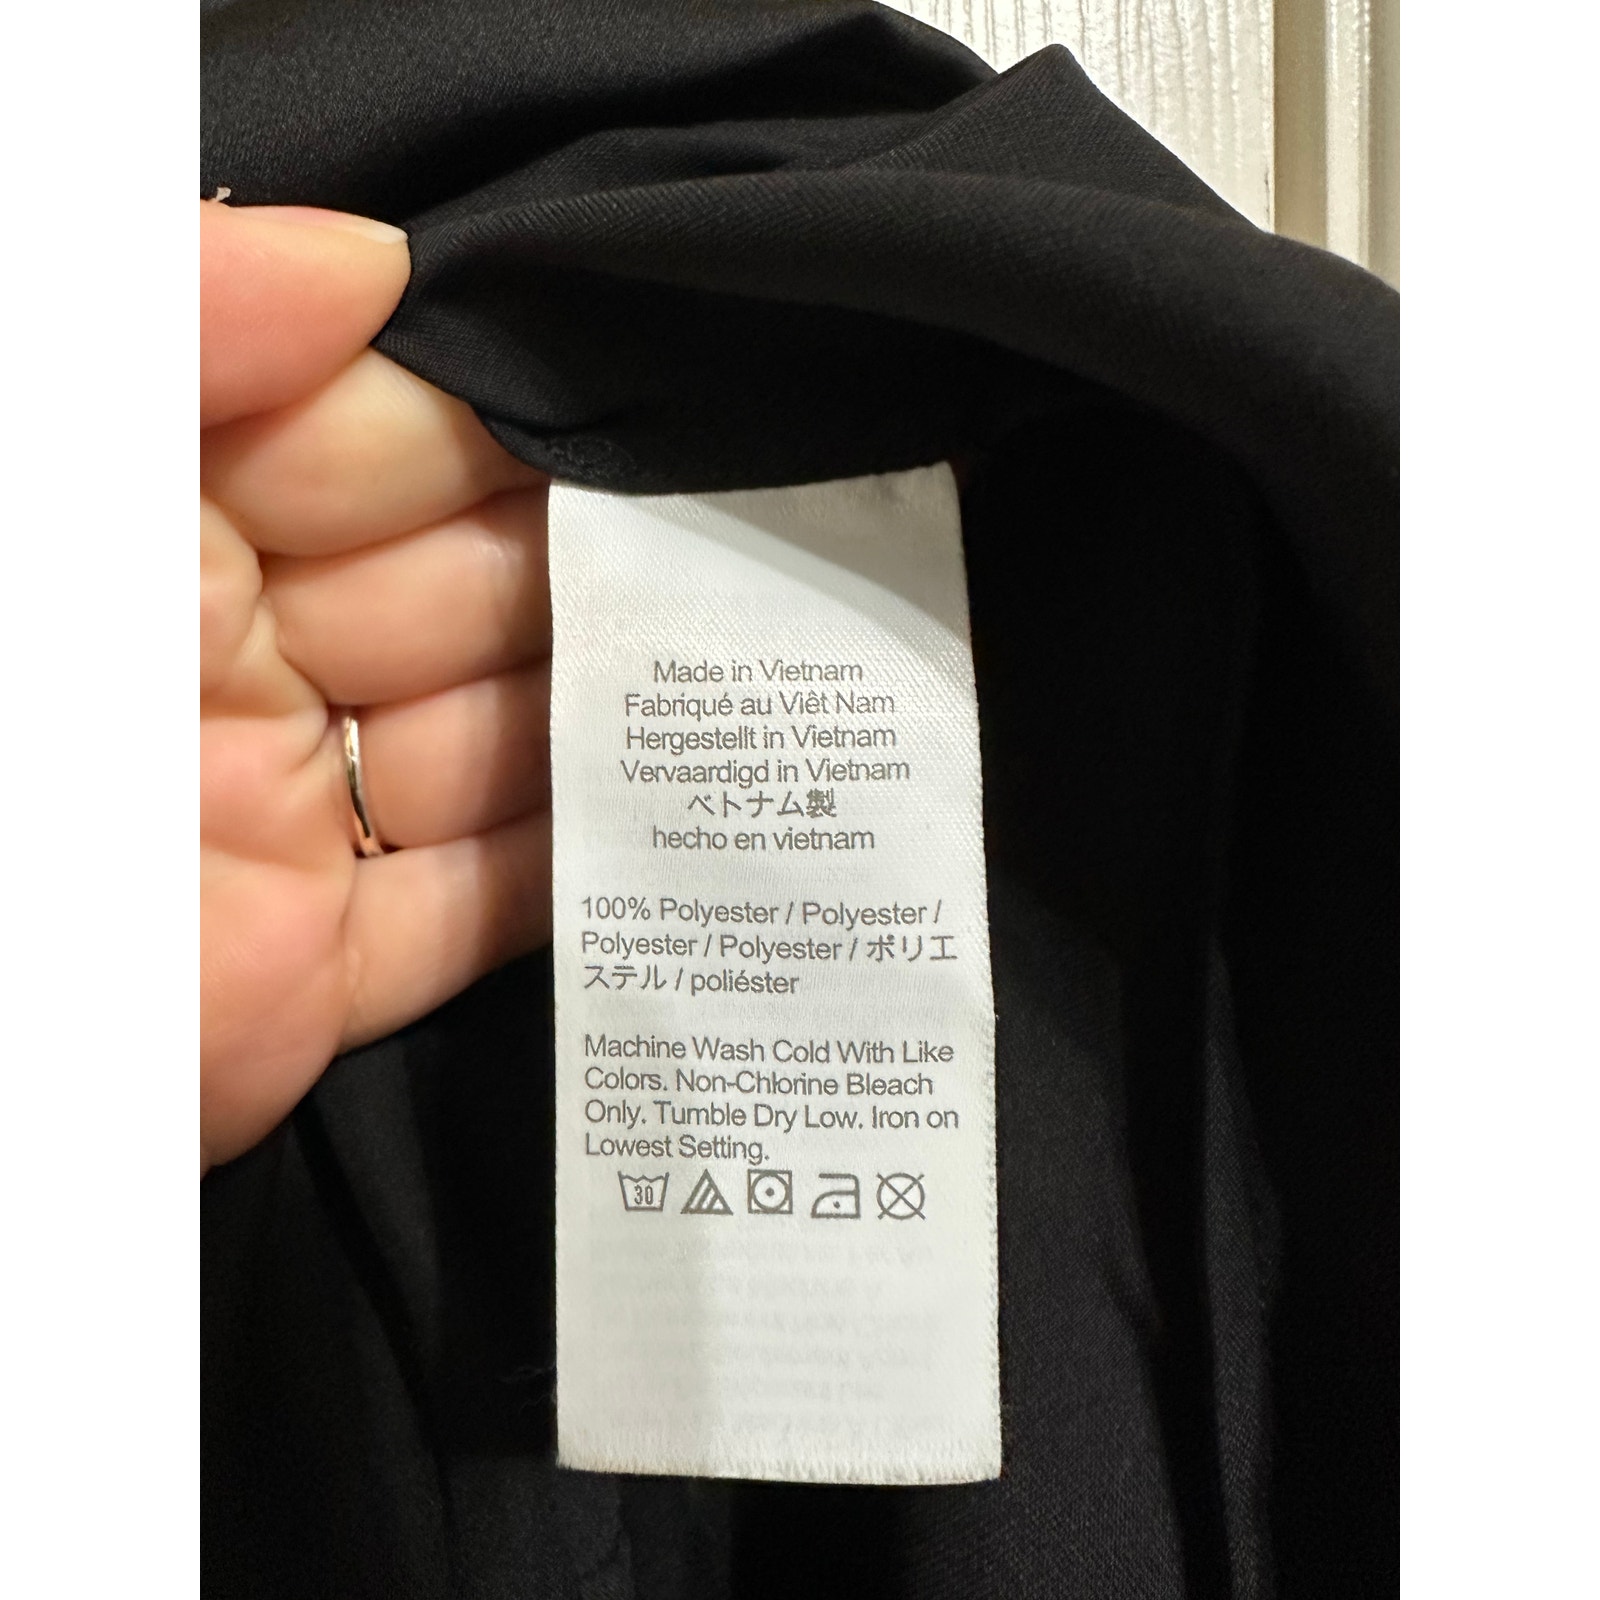 Made in Vietnam
Fabriqué au Viêt Nam
Hergestellt in Vietnam
Vervaardigd in Vietnam
ベトナム製
hecho en vietnam
100% Polyester / Polyester /
Polyester / Polyester / ポリエ
ステル / poliéster
Machine Wash Cold With Like
Colors. Non-Chlorine Bleach
Only. Tumble Dry Low. Iron on
Lowest Setting.
30